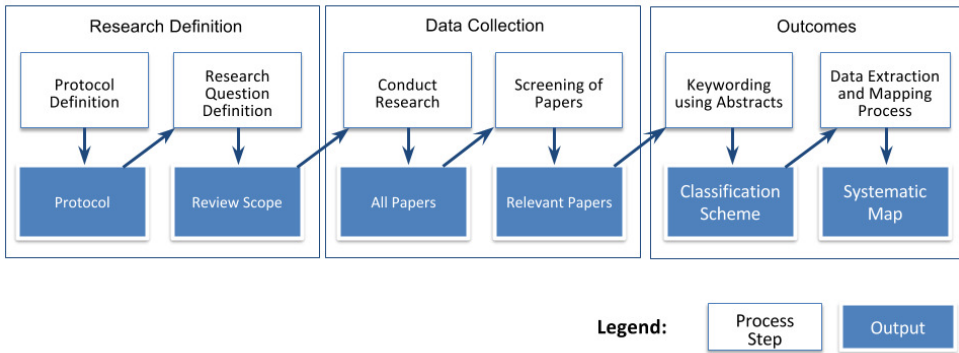 Research Definition
Data Collection
Outcomes
Protocol
Definition
Research
Question
Definition
Conduct
Research
Screening of
Papers
Keywording
using Abstracts
Data Extraction
and Mapping
Process
Protocol
Review Scope
All Papers
Relevant Papers
Classification
Scheme
Systematic
Map
Legend:
Process
Step
Output